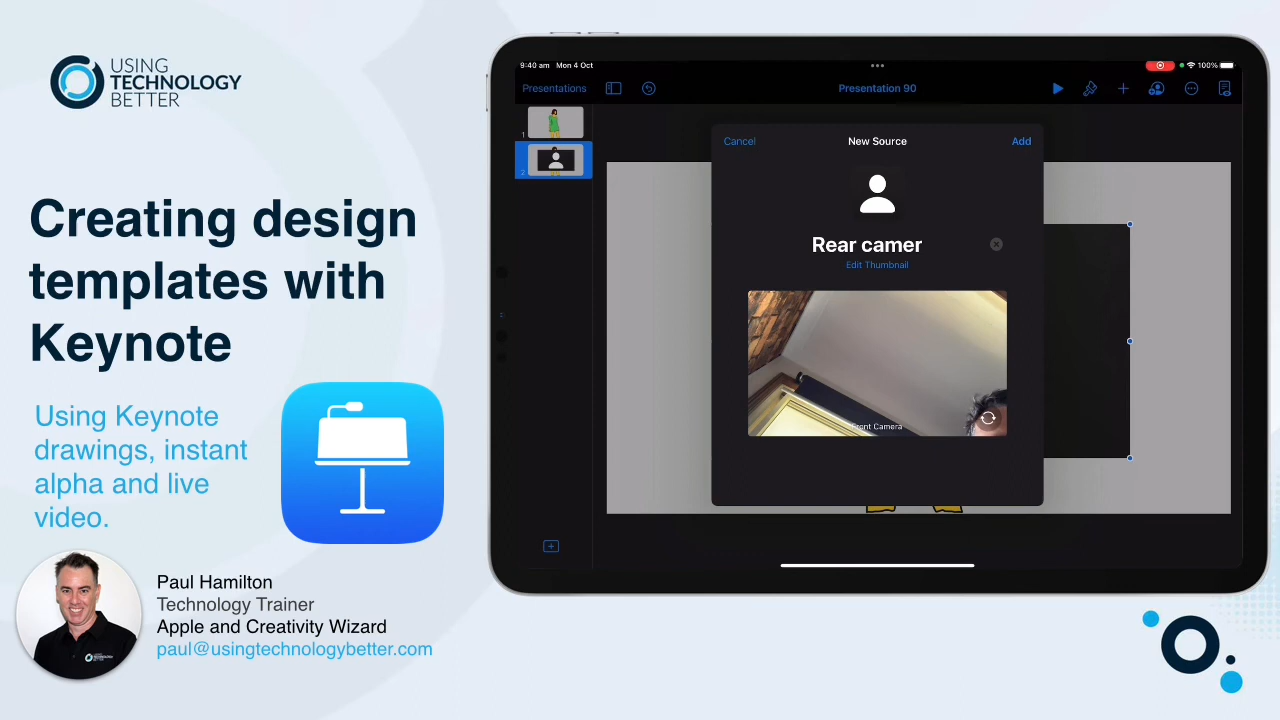 USING
TECHNOLOGY
BETTER
Creating design
templates with
Keynote
Using Keynote
drawings, instant
alpha and live
video.
Paul Hamilton
Technology Trainer
Apple and Creativity Wizard
paul@usingtechnologybetter.com
9:40 am Mon 4 Oct
100%
Presentations
Presentation 90
1
2
Cancel
New Source
Add
Rear camer
Edit Thumbnail
Front Camera